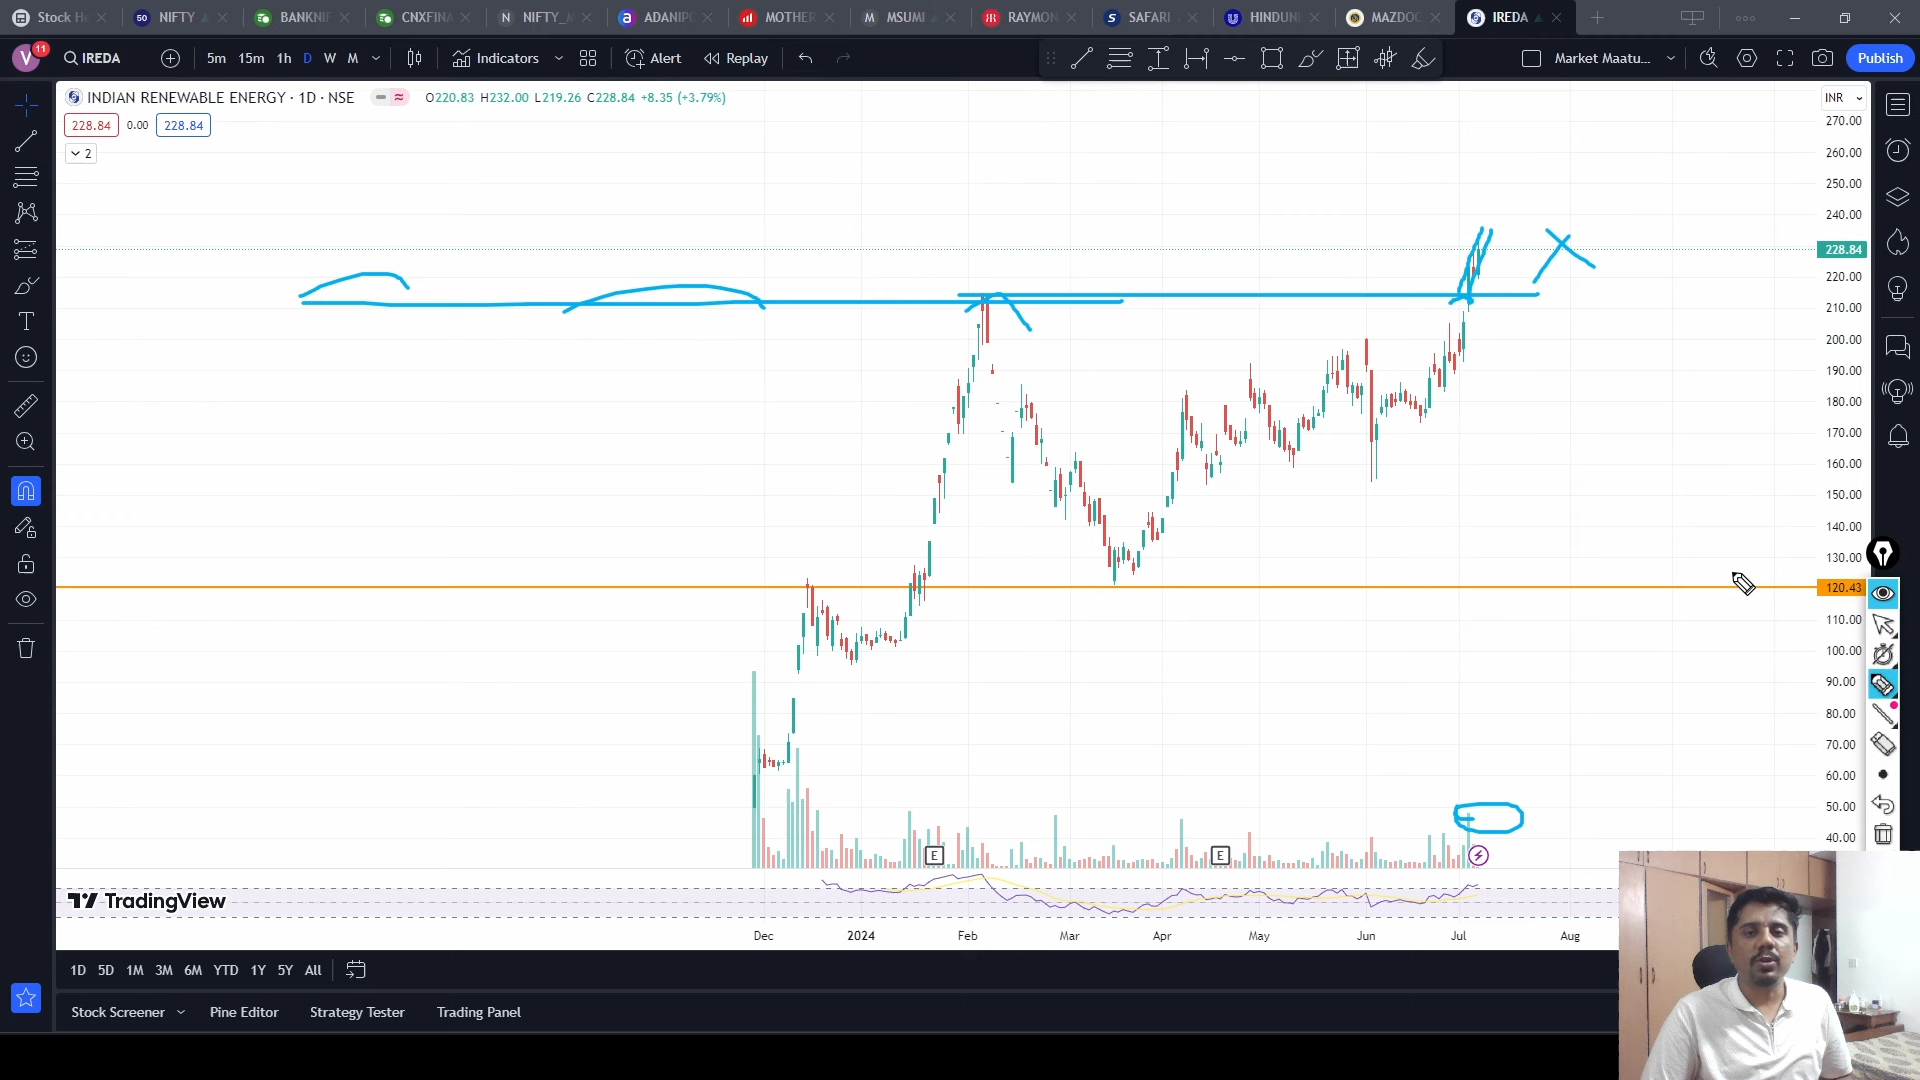 Stock H
50 NIFTY
BANKNIF
CNXFINA
N NIFTY_
a ADANIP
MOTHER
M MSUMI
RAYMON
S SAFARI
HINDUNI
MAZDOC
IREDA
V 11 IREDA 5m 15m 1h D W M Indicators Alert Replay Market Maatu... Publish
INDIAN RENEWABLE ENERGY · 1D · NSE O220.83 H232.00 L219.26 C228.84 +8.35 (+3.79%)
228.84 0.00 228.84
2
INR
270.00
260.00
250.00
240.00
228.84
220.00
210.00
200.00
190.00
180.00
170.00
160.00
150.00
140.00
130.00
120.43
110.00
100.00
90.00
80.00
70.00
60.00
50.00
40.00
E E
TradingView
Dec 2024 Feb Mar Apr May Jun Jul Aug
1D 5D 1M 3M 6M YTD 1Y 5Y All
Stock Screener Pine Editor Strategy Tester Trading Panel